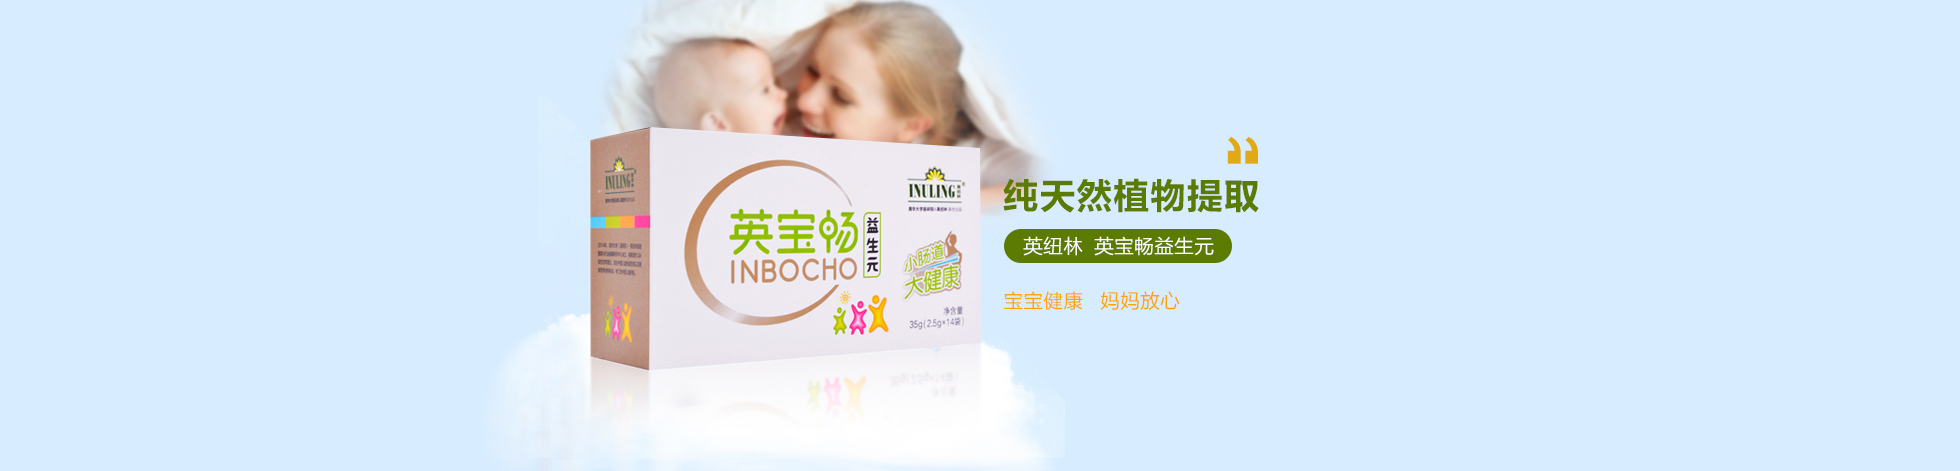 INULING
英宝畅
益生元
INBOCHO
小肠道
大健康
净含量
35g(2.5g×14袋)
INULING
纯天然植物提取
英纽林 英宝畅益生元
宝宝健康 妈妈放心